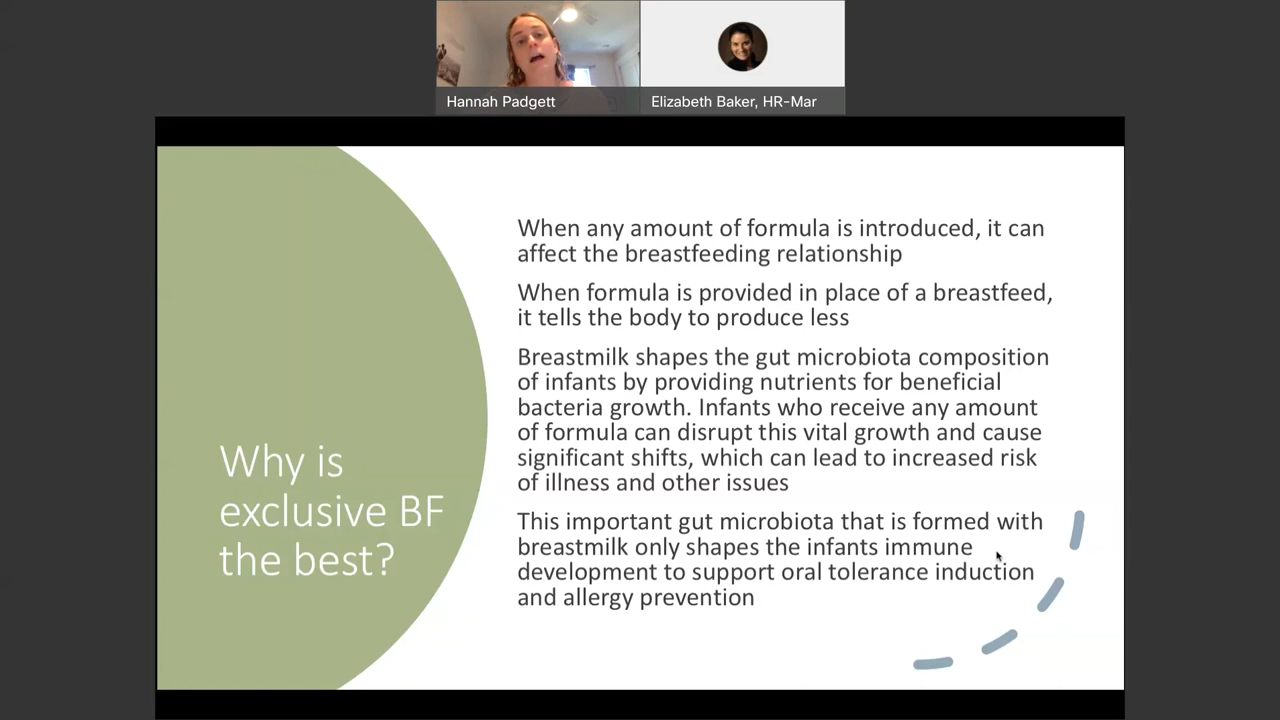 Hannah Padgett
Elizabeth Baker, HR-Mar
Why is
exclusive BF
the best?
When any amount of formula is introduced, it can
affect the breastfeeding relationship
When formula is provided in place of a breastfeed,
it tells the body to produce less
Breastmilk shapes the gut microbiota composition
of infants by providing nutrients for beneficial
bacteria growth. Infants who receive any amount
of formula can disrupt this vital growth and cause
significant shifts, which can lead to increased risk
of illness and other issues
This important gut microbiota that is formed with
breastmilk only shapes the infants immune
development to support oral tolerance induction
and allergy prevention